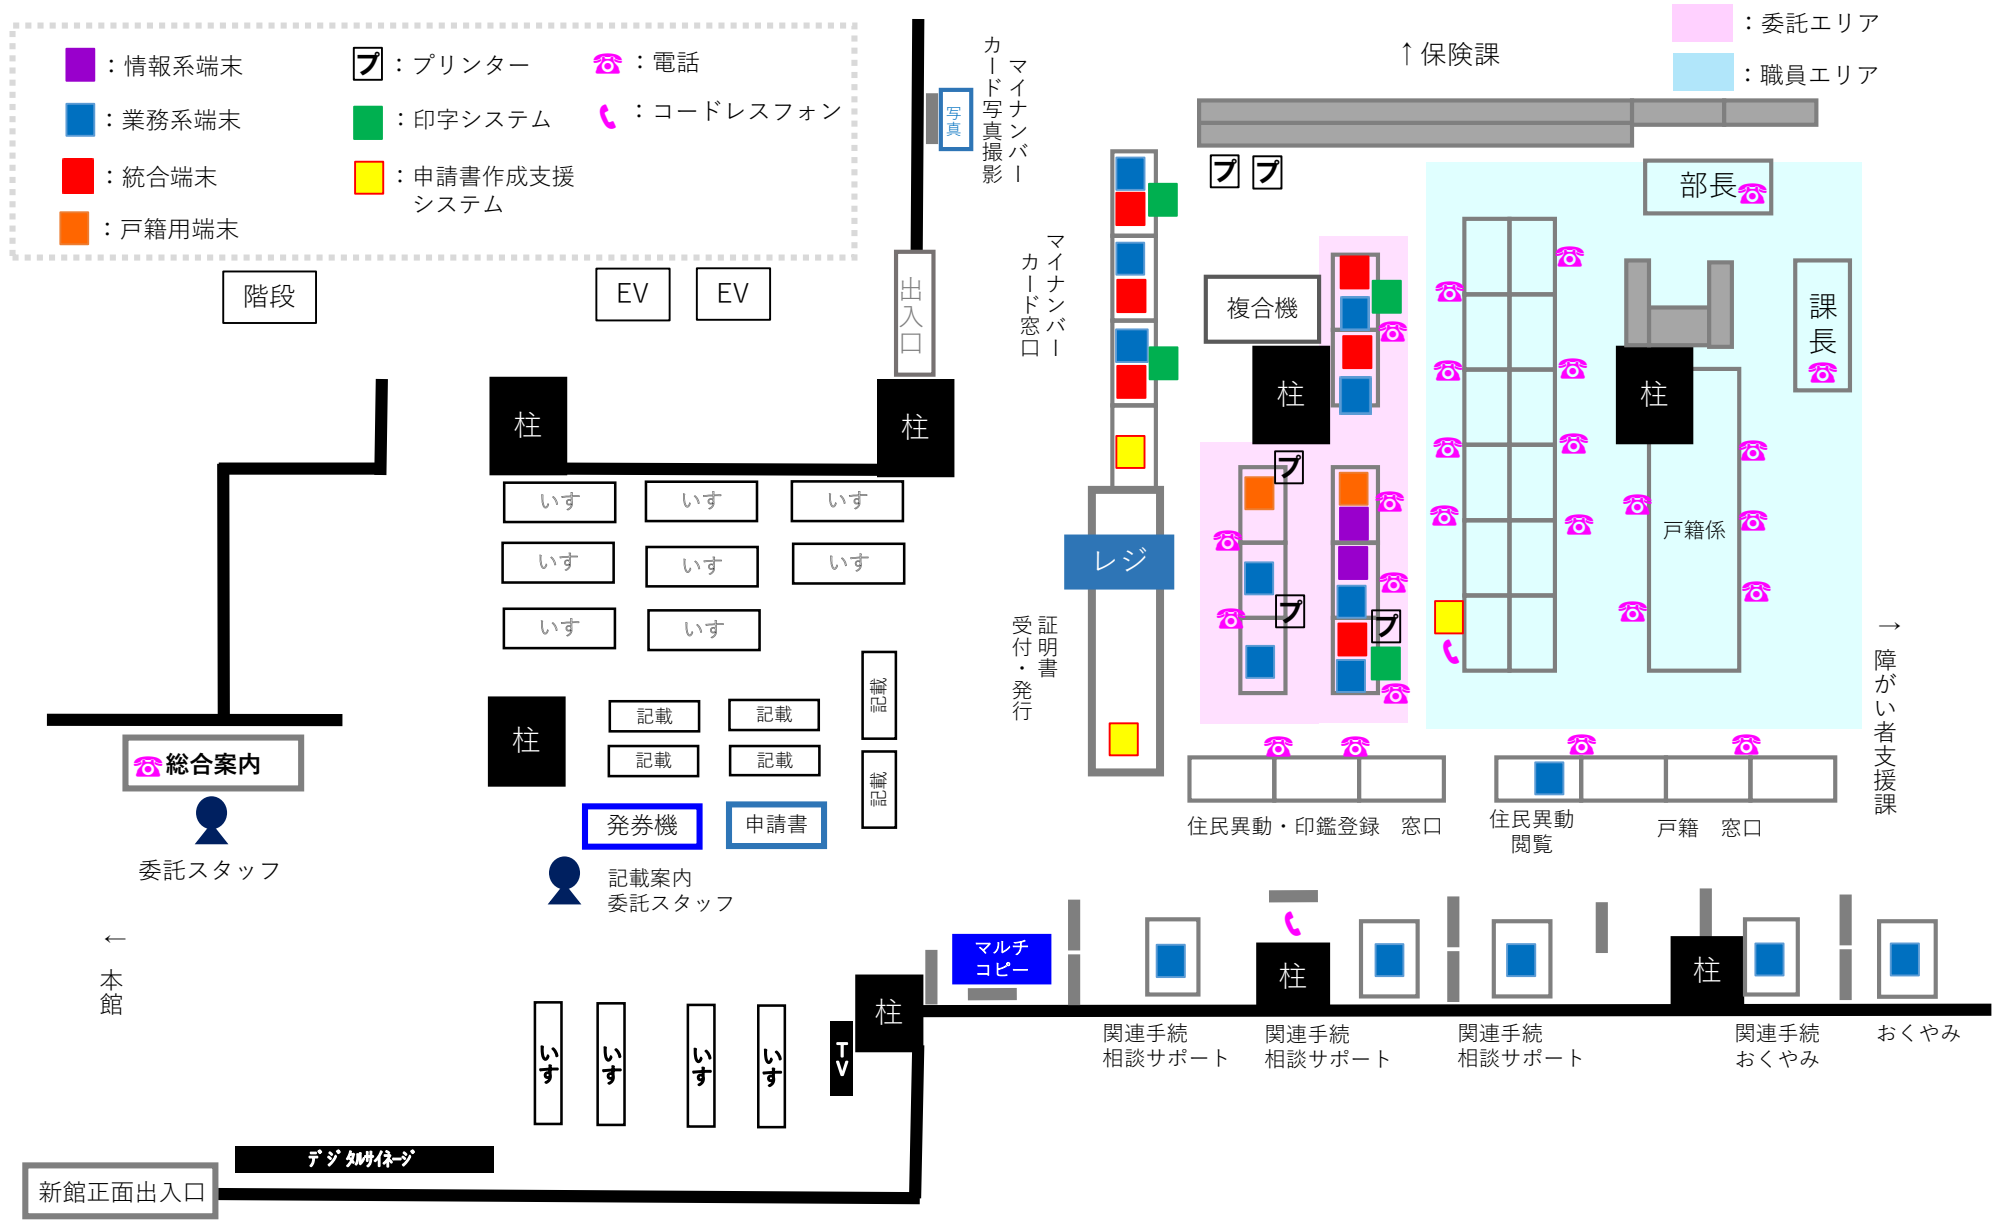 ：情報系端末
：業務系端末
：統合端末
：戸籍用端末
プ：プリンター
：印字システム
：申請書作成支援
システム
：電話
：コードレスフォン
マイナンバー
カード写真撮影
写真
↑保険課
：委託エリア
：職員エリア
階段
EV
EV
出入口
マイナンバー
カード窓口
プ
プ
部長
複合機
課長
柱
柱
柱
柱
いす
いす
いす
いす
いす
いす
いす
いす
レジ
プ
プ
プ
戸籍係
証明書
受付・発行
→障がい者支援課
柱
記載
記載
記載
記載
記載
記載
総合案内
委託スタッフ
発券機
申請書
記載案内
委託スタッフ
住民異動・印鑑登録　窓口
住民異動
閲覧
戸籍　窓口
←本館
マルチ
コピー
柱
柱
柱
いす
いす
いす
いす
TV
関連手続
相談サポート
関連手続
相談サポート
関連手続
相談サポート
関連手続
おくやみ
おくやみ
デジタルサイネージ
新館正面出入口